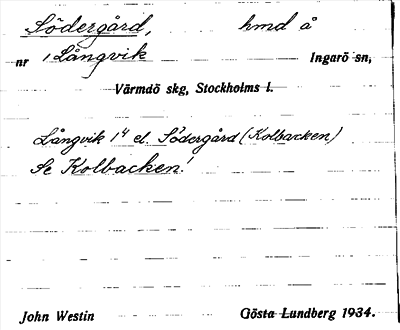 Södergård, hmd å
nr 1 Långvik Ingarö sn,
Värmdö skg, Stockholms l.
Långvik 1⁴ el. Södergård (Kolbacken)
Se Kolbacken!
John Westin Gösta Lundberg 1934.